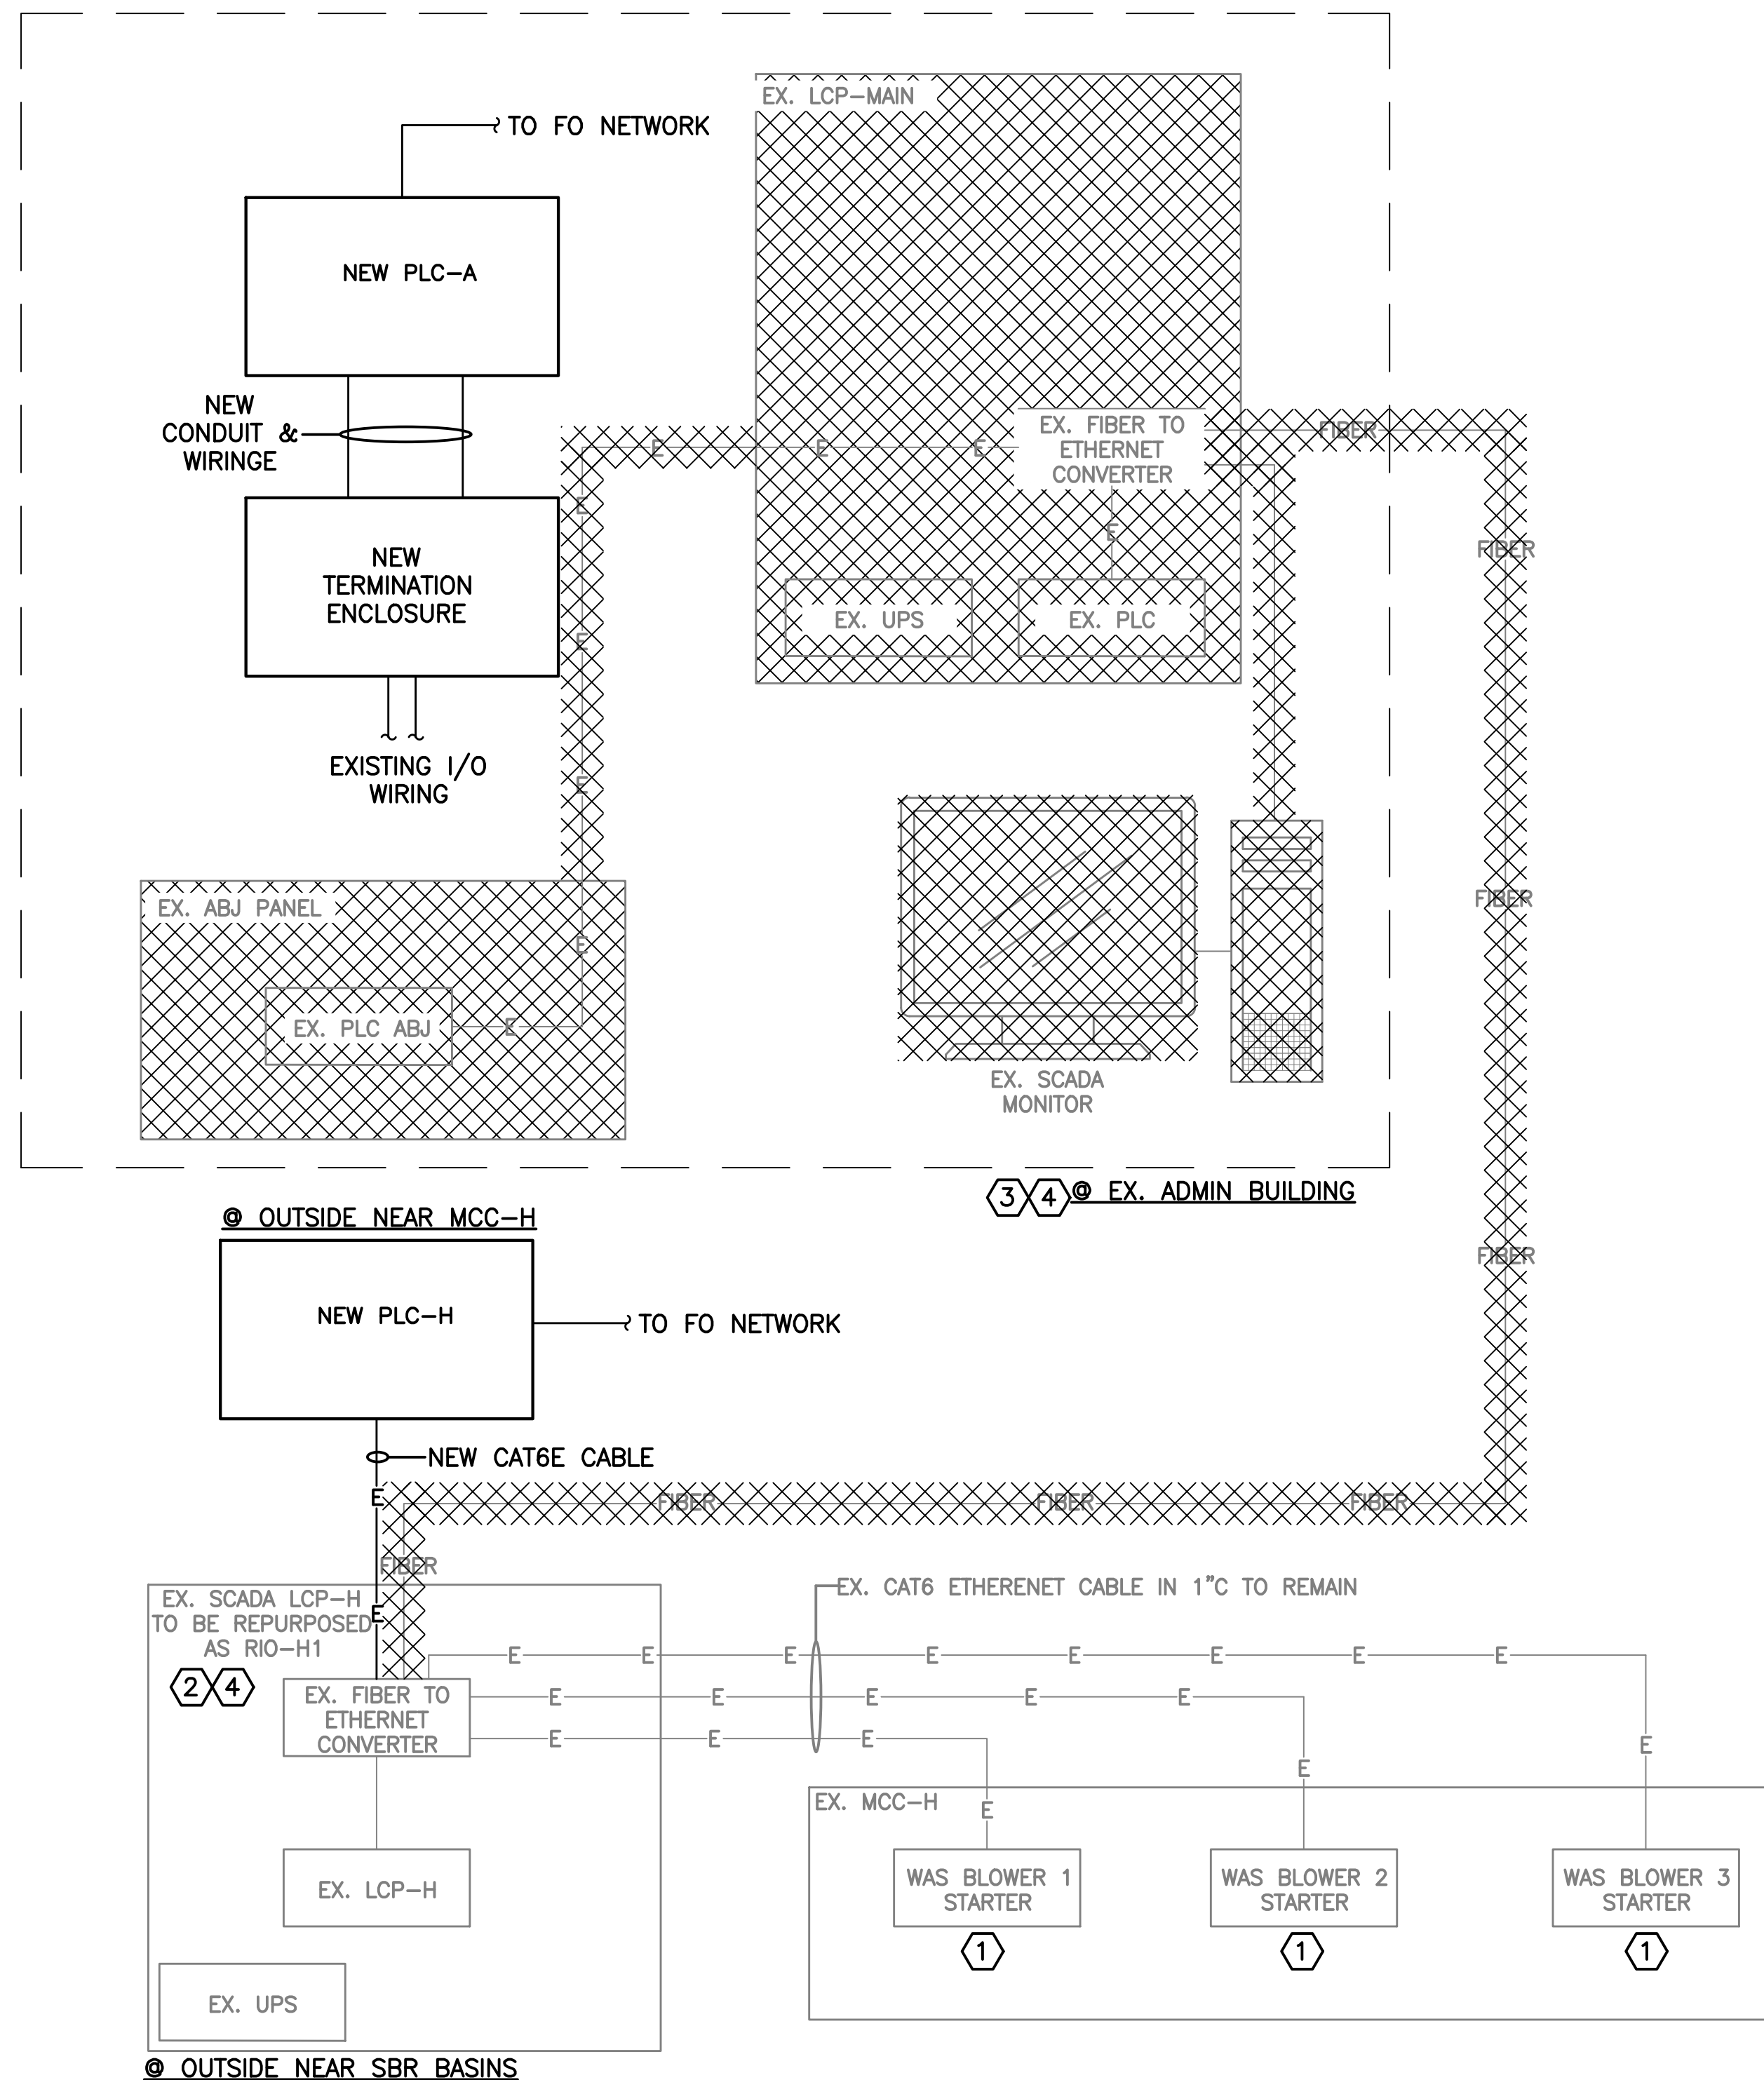 EX. LCP-MAIN
TO FO NETWORK
NEW PLC-A
NEW
CONDUIT &
WIRINGE
EX. FIBER TO
ETHERNET
CONVERTER
FIBER
E
E
E
E
E
FIBER
NEW
TERMINATION
ENCLOSURE
EX. UPS
EX. PLC
E
EXISTING I/O
WIRING
E
EX. ABJ PANEL
FIBER
E
EX. PLC ABJ
E
EX. SCADA
MONITOR
3
4
@ EX. ADMIN BUILDING
@ OUTSIDE NEAR MCC-H
FIBER
NEW PLC-H
TO FO NETWORK
NEW CAT6E CABLE
E
FIBER
FIBER
FIBER
FIBER
EX. CAT6 ETHERENET CABLE IN 1"C TO REMAIN
EX. SCADA LCP-H
TO BE REPURPOSED
AS RIO-H1
E
E
E
E
E
E
E
E
E
2
4
EX. FIBER TO
ETHERNET
CONVERTER
E
E
E
E
E
E
E
E
E
E
EX. MCC-H
E
EX. LCP-H
WAS BLOWER 1
STARTER
WAS BLOWER 2
STARTER
WAS BLOWER 3
STARTER
1
1
1
EX. UPS
@ OUTSIDE NEAR SBR BASINS